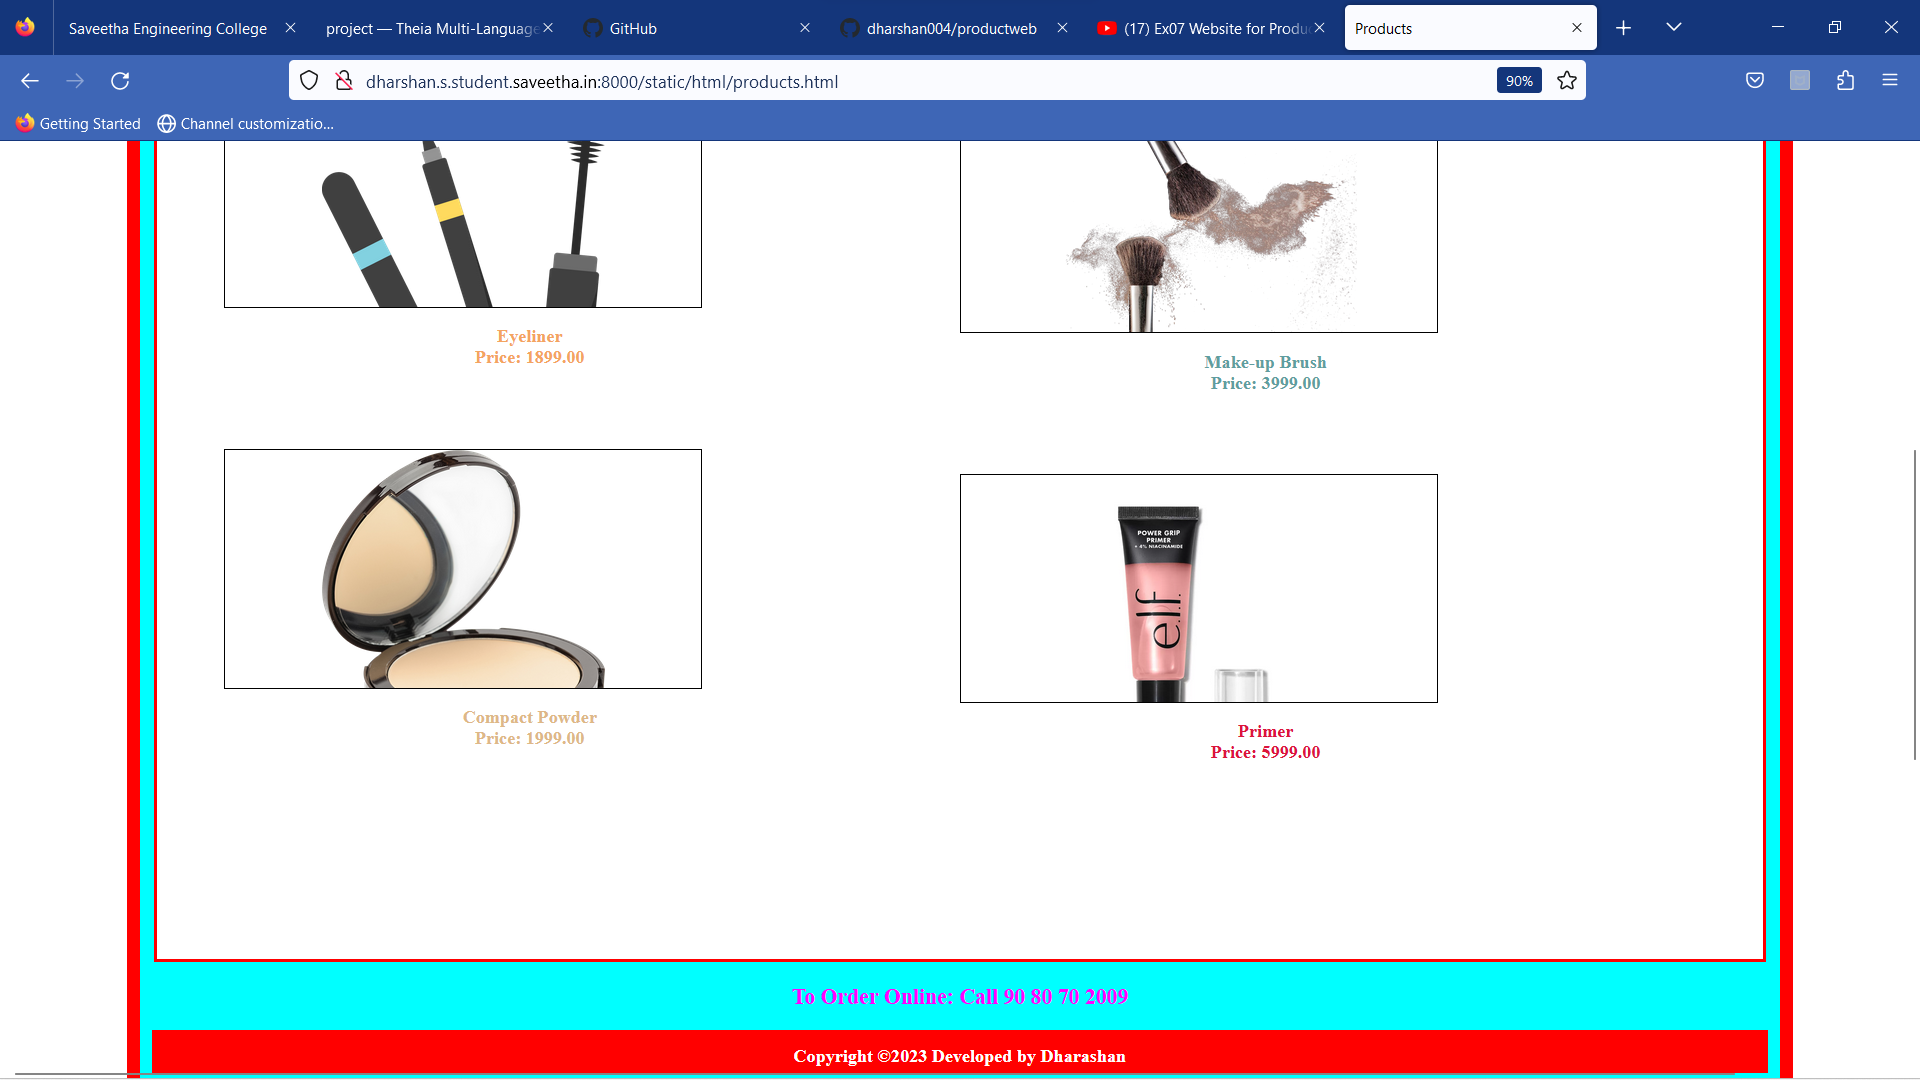 Saveetha Engineering College
project — Theia Multi-Language
GitHub
dharshan004/productweb
(17) Ex07 Website for Produ
Products
dharshan.s.student.saveetha.in:8000/static/html/products.html
90%
Getting Started
Channel customizatio...
Eyeliner
Price: 1899.00
Make-up Brush
Price: 3999.00
POWER GRIP
PRIMER
+ 4% NIACINAMIDE
e.l.f.
Compact Powder
Price: 1999.00
Primer
Price: 5999.00
To Order Online: Call 90 80 70 2009
Copyright ©2023 Developed by Dharashan